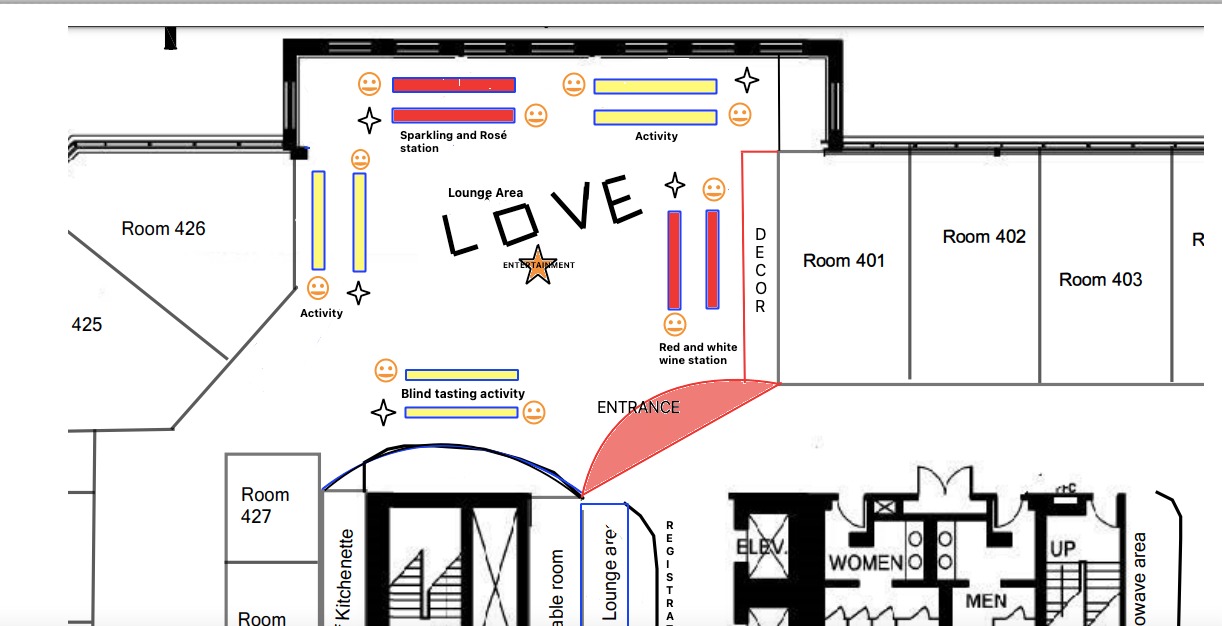 Sparkling and Rosé
station
Activity
Lounge Area
LOVE
ENTERTAINMENT
Room 426
425
Activity
DECOR
Room 401
Room 402
Room 403
R
Red and white
wine station
Blind tasting activity
ENTRANCE
Room
427
Room
Kitchenette
able room
Lounge are
REGISTRAT
ELEV.
WOMEN
MEN
UP
owave area